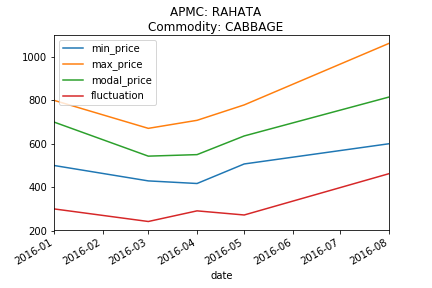 APMC: RAHATA
Commodity: CABBAGE
min_price
max_price
modal_price
fluctuation
1000
800
600
400
200
2016-01
2016-02
2016-03
2016-04
2016-05
2016-06
2016-07
2016-08
date